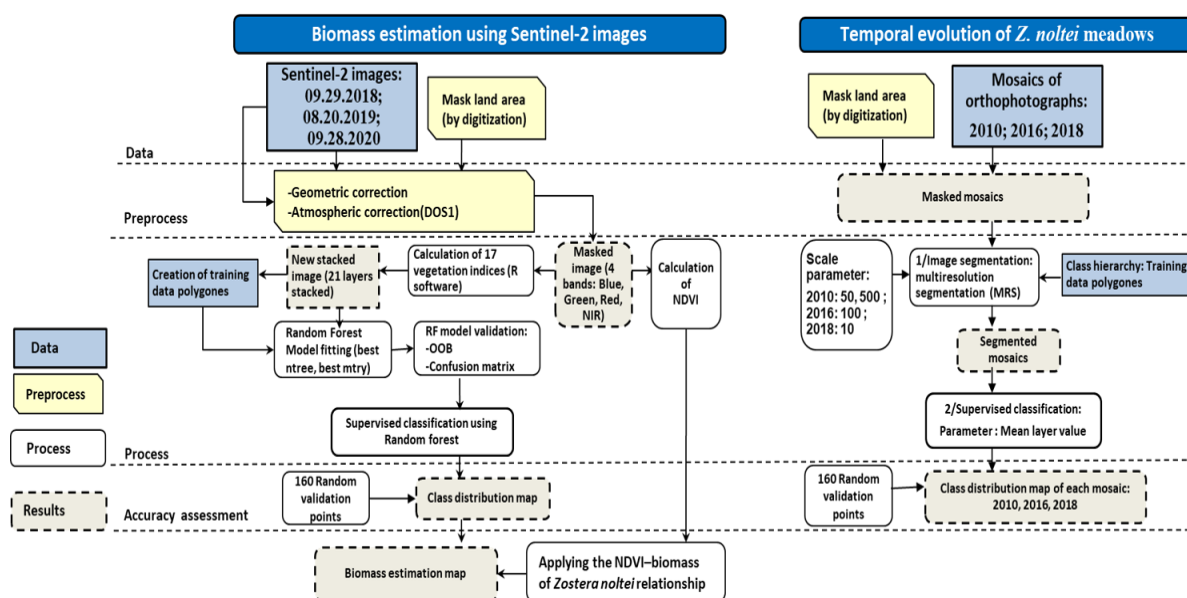 Biomass estimation using Sentinel-2 images
Temporal evolution of Z. noltei meadows
Sentinel-2 images:
09.29.2018;
08.20.2019;
09.28.2020
Mask land area
(by digitization)
Mask land area
(by digitization)
Mosaics of
orthophotographs:
2010; 2016; 2018
Data
-Geometric correction
-Atmospheric correction(DOS1)
Masked mosaics
Preprocess
Creation of training
data polygones
New stacked
image (21 layers
stacked)
Calculation of 17
vegetation indices (R
software)
Masked
image (4
bands: Blue,
Green, Red,
NIR)
Calculation
of
NDVI
Scale
parameter:
2010: 50, 500 ;
2016: 100 ;
2018: 10
1/Image segmentation:
multiresolution
segmentation (MRS)
Class hierarchy: Training
data polygones
Random Forest
Model fitting (best
ntree, best mtry)
RF model validation:
-OOB
-Confusion matrix
Segmented
mosaics
Data
Preprocess
Process
Results
Supervised classification using
Random forest
2/Supervised classification:
Parameter : Mean layer value
Process
160 Random
validation
points
Class distribution map
160 Random
validation
points
Class distribution map of each mosaic:
2010, 2016, 2018
Accuracy assessment
Biomass estimation map
Applying the NDVI–biomass
of Zostera noltei relationship